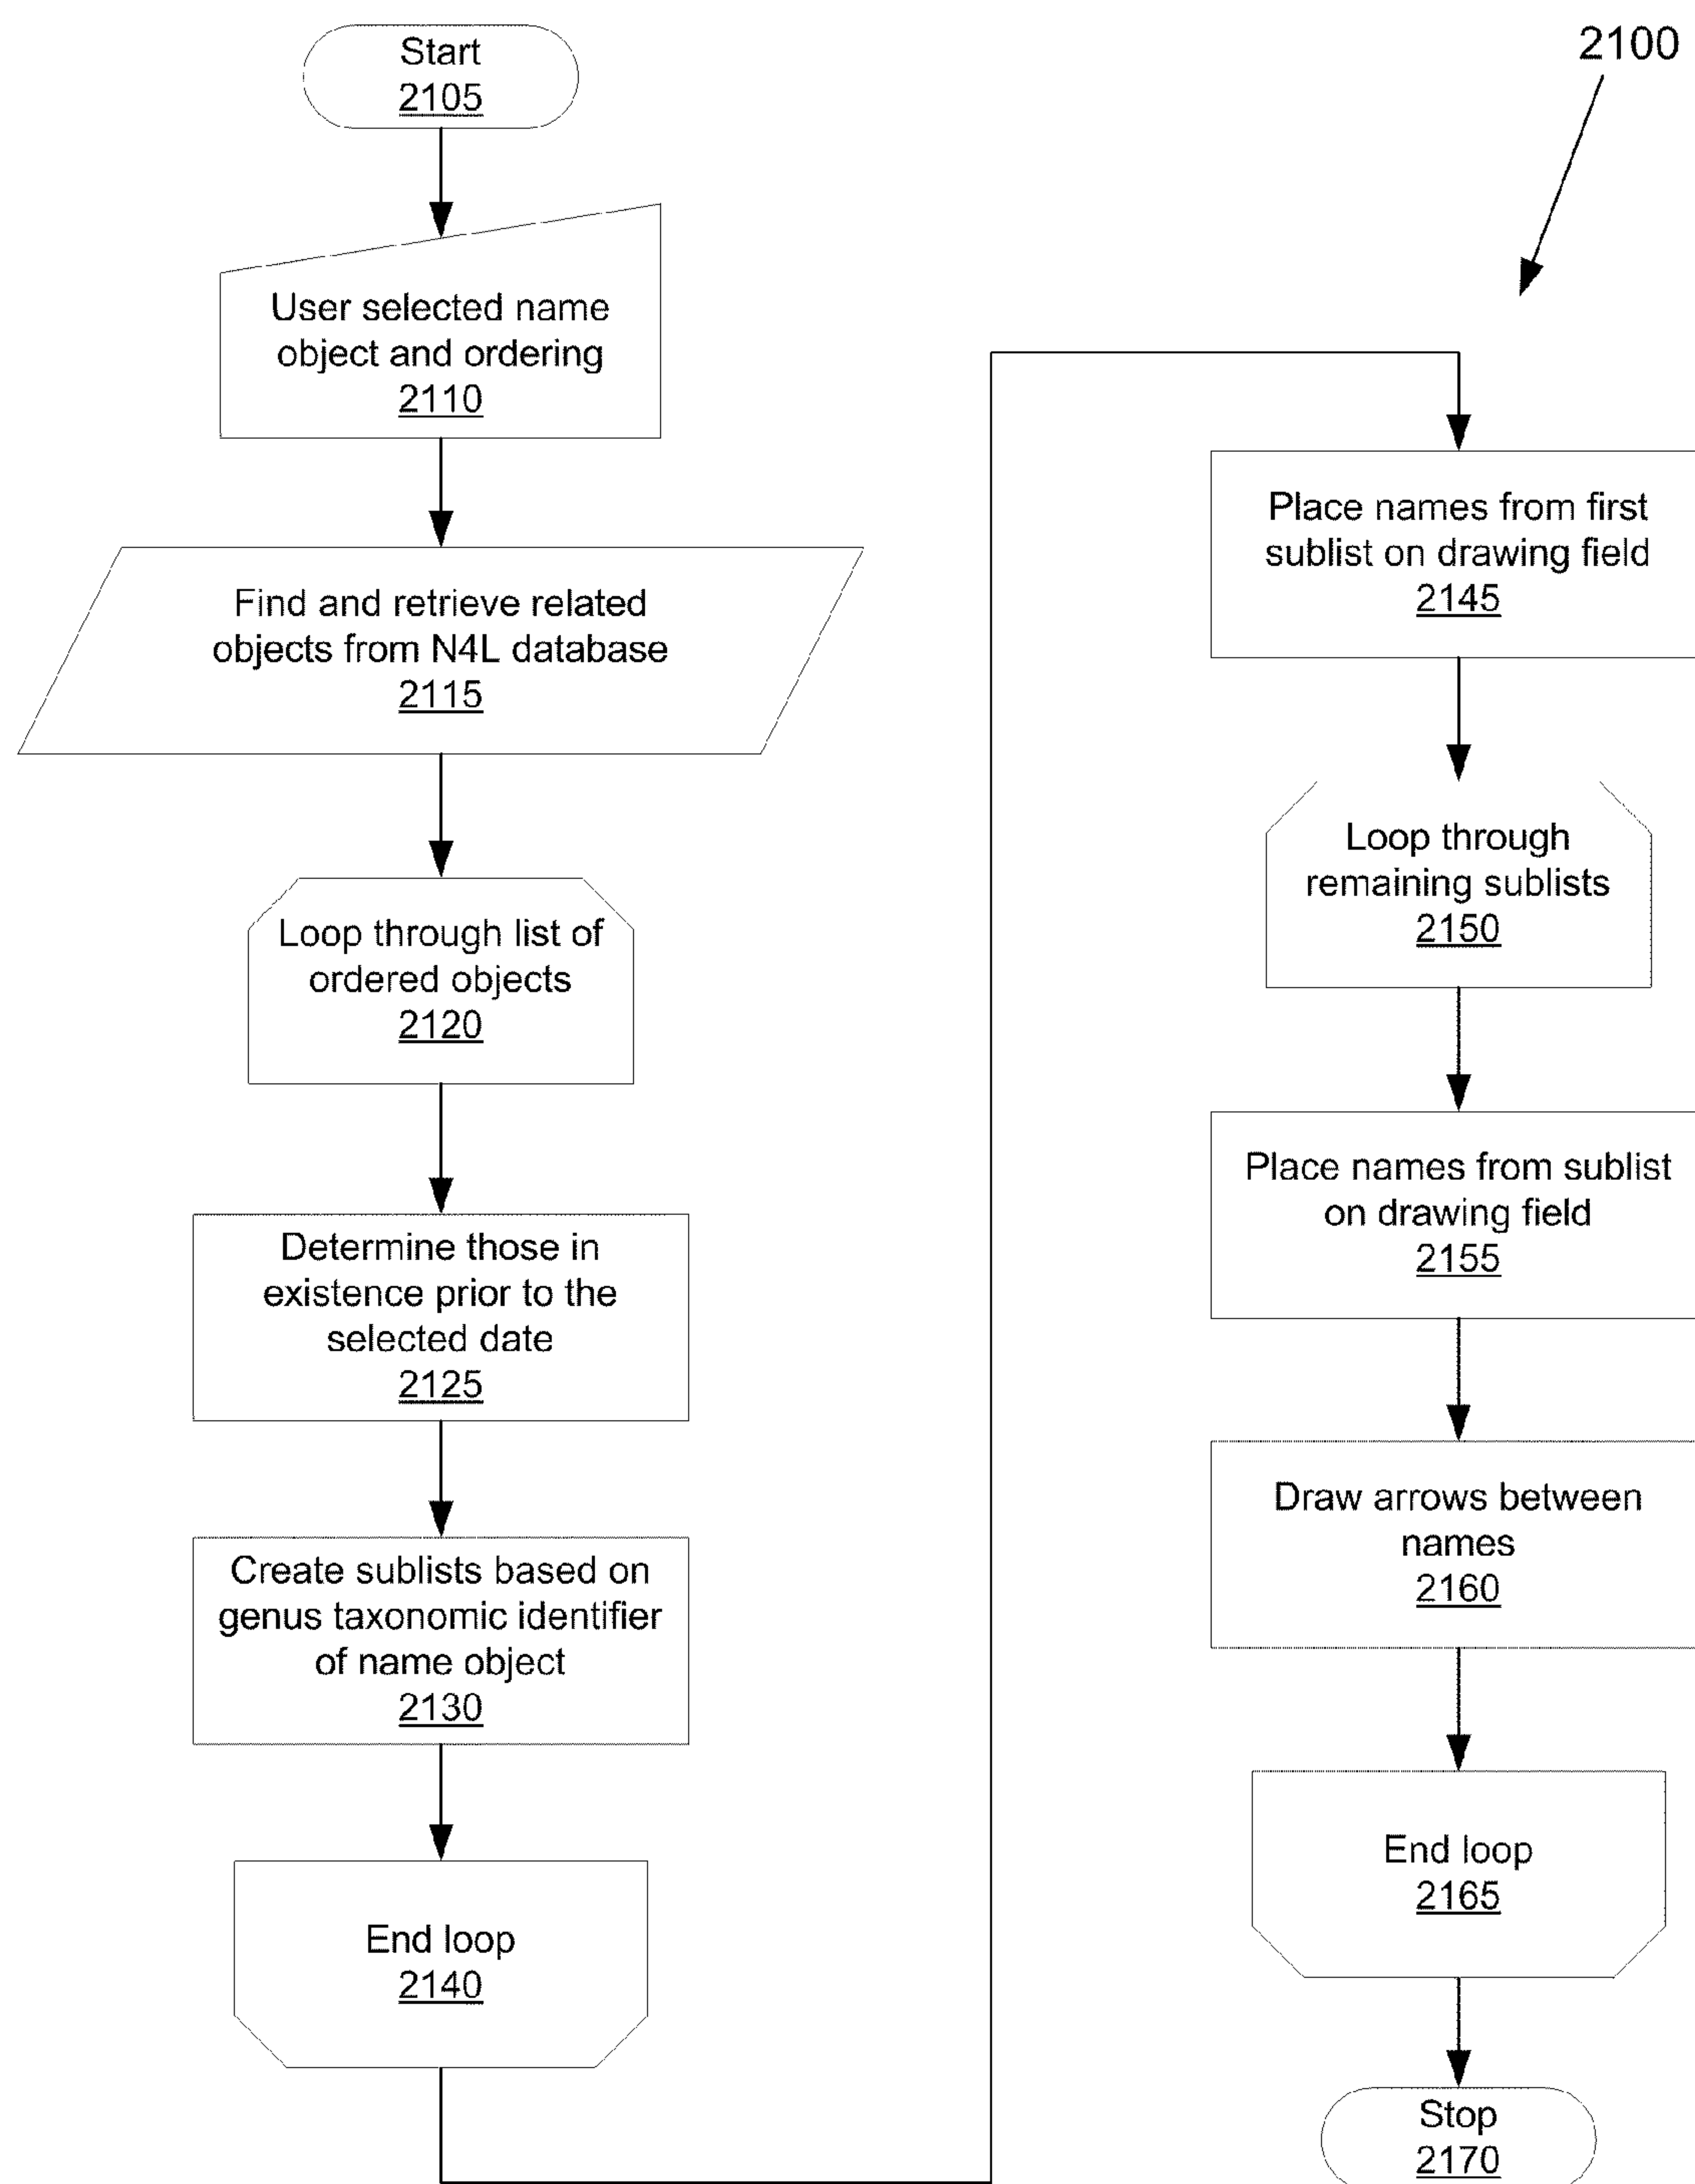 Start
2105
User selected name
object and ordering
2110
Find and retrieve related
objects from N4L database
2115
Loop through list of
ordered objects
2120
Determine those in
existence prior to the
selected date
2125
Create sublists based on
genus taxonomic identifier
of name object
2130
End loop
2140
2100
Place names from first
sublist on drawing field
2145
Loop through
remaining sublists
2150
Place names from sublist
on drawing field
2155
Draw arrows between
names
2160
End loop
2165
Stop
2170